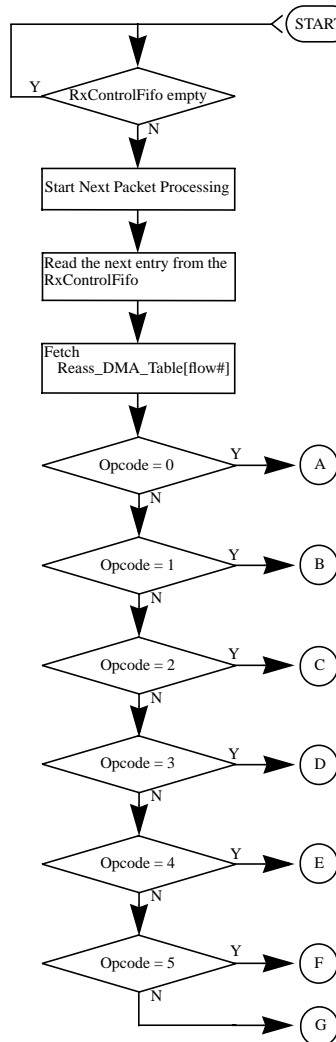 START
RxControlFifo empty
Y
N
Start Next Packet Processing
Read the next entry from the
RxControlFifo
Fetch
Reass_DMA_Table[flow#]
Opcode = 0
Y
A
N
Opcode = 1
Y
B
N
Opcode = 2
Y
C
N
Opcode = 3
Y
D
N
Opcode = 4
Y
E
N
Opcode = 5
Y
F
N
G